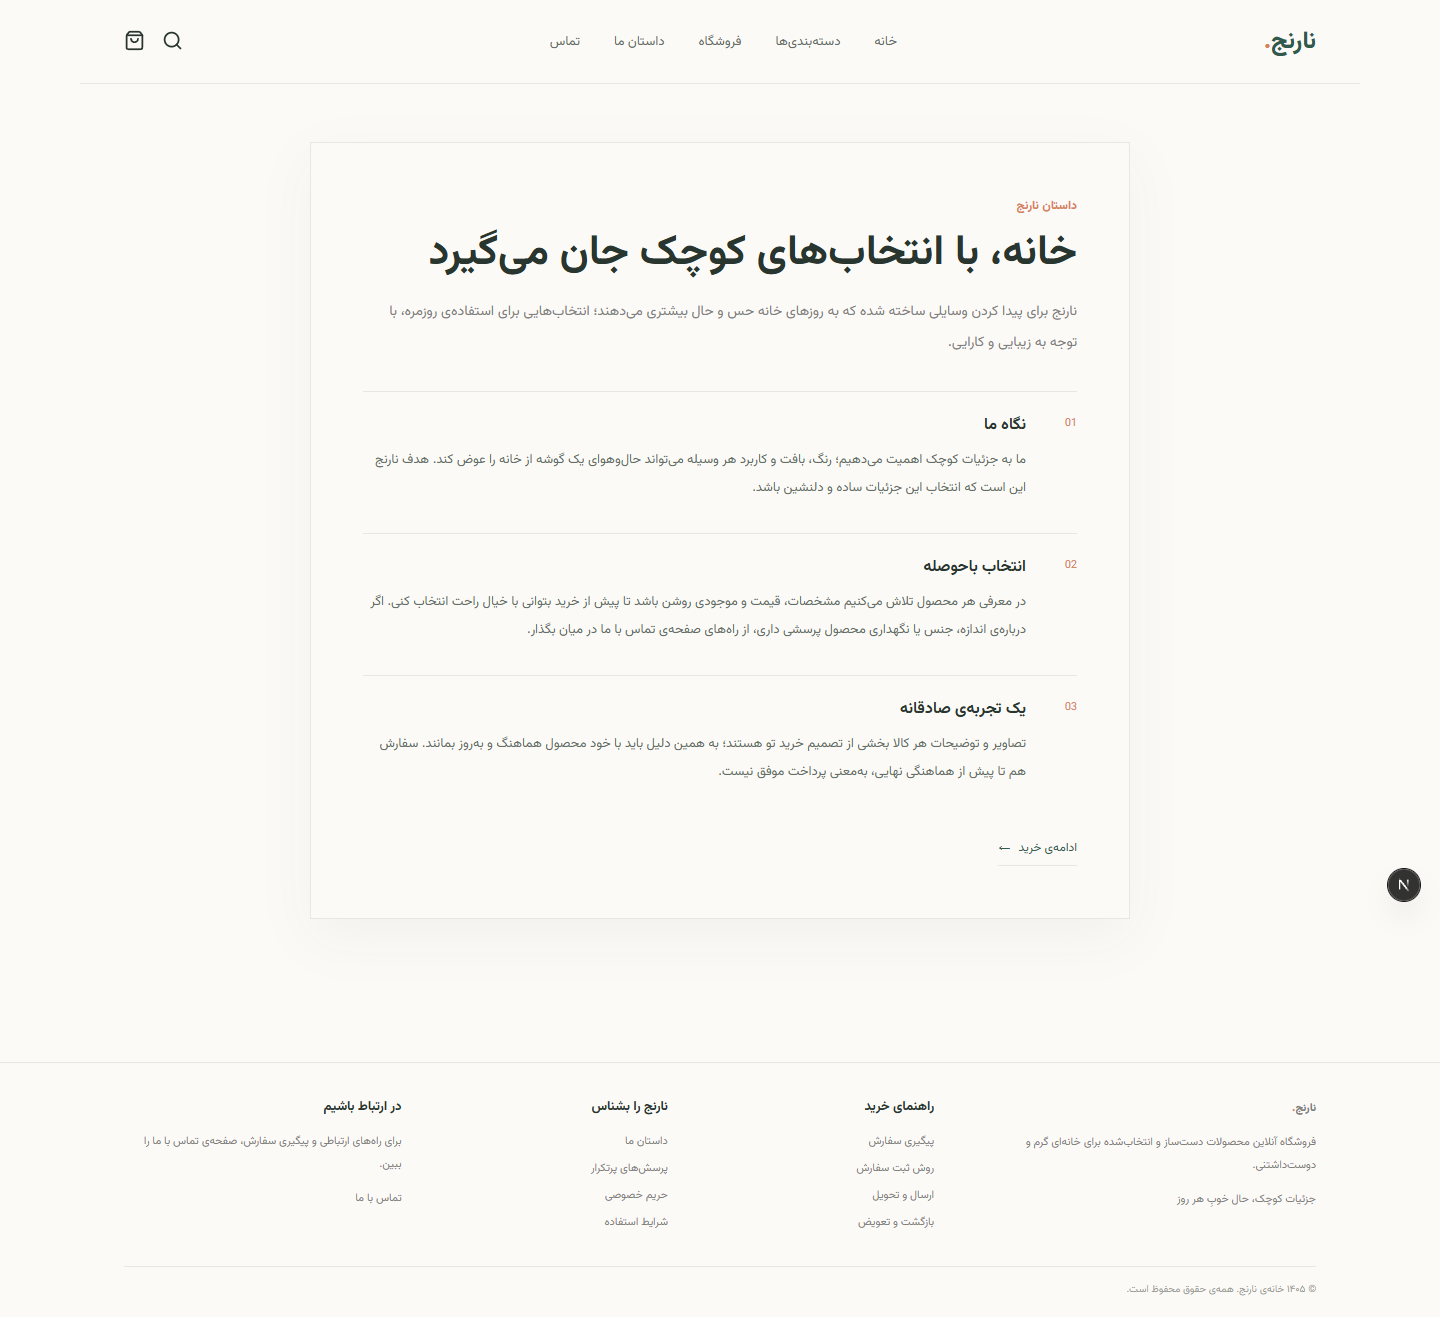 نارنج.
خانه
دسته‌بندی‌ها
فروشگاه
داستان ما
تماس
داستان نارنج
خانه، با انتخاب‌های کوچک جان می‌گیرد
نارنج برای پیدا کردن وسایلی ساخته شده که به روزهای خانه حس و حال بیشتری می‌دهند؛ انتخاب‌هایی برای استفاده‌ی روزمره، با
توجه به زیبایی و کارایی.
01
نگاه ما
ما به جزئیات کوچک اهمیت می‌دهیم؛ رنگ، بافت و کاربرد هر وسیله می‌تواند حال‌وهوای یک گوشه از خانه را عوض کند. هدف نارنج
این است که انتخاب این جزئیات ساده و دلنشین باشد.
02
انتخاب باحوصله
در معرفی هر محصول تلاش می‌کنیم مشخصات، قیمت و موجودی روشن باشد تا پیش از خرید بتوانی با خیال راحت انتخاب کنی. اگر
درباره‌ی اندازه، جنس یا نگهداری محصول پرسشی داری، از راه‌های صفحه‌ی تماس با ما در میان بگذار.
03
یک تجربه‌ی صادقانه
تصاویر و توضیحات هر کالا بخشی از تصمیم خرید تو هستند؛ به همین دلیل باید با خود محصول هماهنگ و به‌روز بمانند. سفارش
هم تا پیش از هماهنگی نهایی، به‌معنی پرداخت موفق نیست.
ادامه‌ی خرید ←
N
نارنج.
فروشگاه آنلاین محصولات دست‌ساز و انتخاب‌شده برای خانه‌ای گرم و
دوست‌داشتنی.
جزئیات کوچک، حال خوبِ هر روز
راهنمای خرید
پیگیری سفارش
روش ثبت سفارش
ارسال و تحویل
بازگشت و تعویض
نارنج را بشناس
داستان ما
پرسش‌های پرتکرار
حریم خصوصی
شرایط استفاده
در ارتباط باشیم
برای راه‌های ارتباطی و پیگیری سفارش، صفحه‌ی تماس با ما را
ببین.
تماس با ما
© ۱۴۰۵ خانه‌ی نارنج. همه‌ی حقوق محفوظ است.